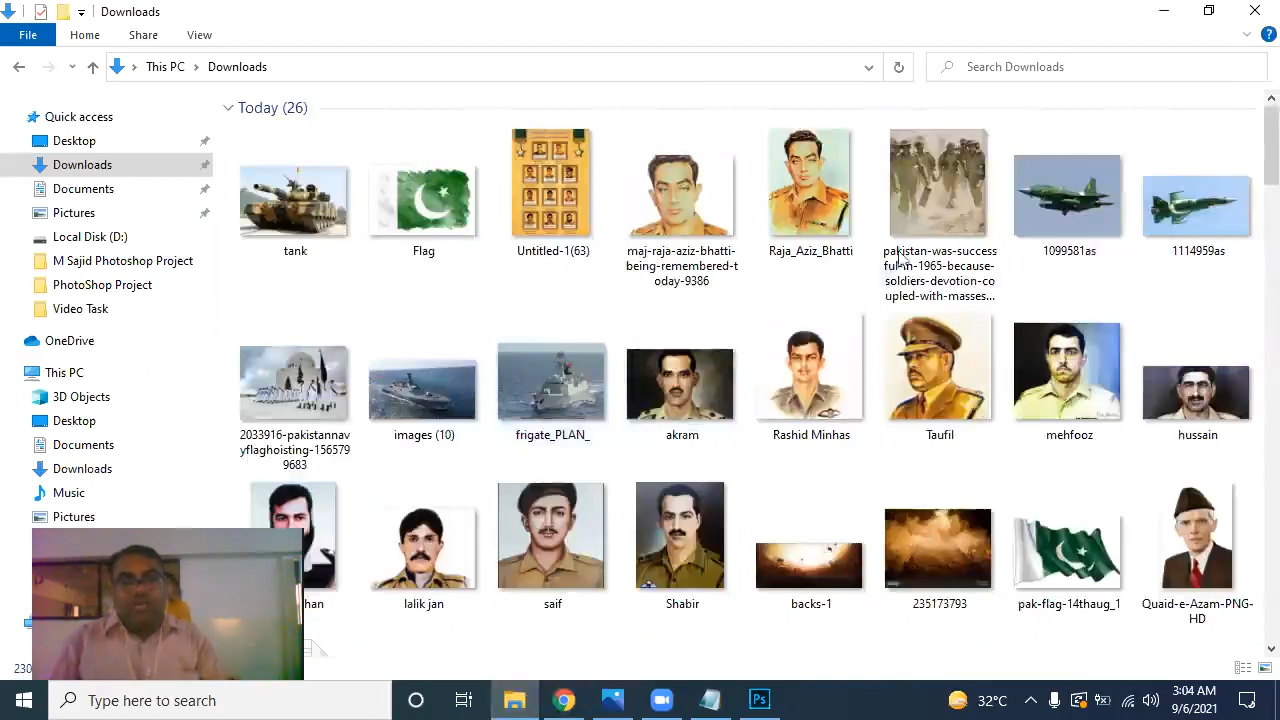 Downloads
File
Home
Share
View
This PC
Downloads
Search Downloads
Today (26)
Quick access
Desktop
Downloads
Documents
Pictures
Local Disk (D:)
M Sajid Photoshop Project
PhotoShop Project
Video Task
OneDrive
This PC
3D Objects
Desktop
Documents
Downloads
Music
Pictures
tank
Flag
Untitled-1(63)
maj-raja-aziz-bhatti-
being-remembered-t
oday-9386
Raja_Aziz_Bhatti
pakistan-was-success
ful-in-1965-because-
soldiers-devotion-co
upled-with-masses...
1099581as
1114959as
2033916-pakistannav
yflaghoisting-156579
9683
images (10)
frigate_PLAN_
akram
Rashid Minhas
Taufil
mehfooz
hussain
han
lalik jan
saif
Shabir
backs-1
235173793
pak-flag-14thaug_1
Quaid-e-Azam-PNG-
HD
230
Type here to search
Ps
32°C
3:04 AM
9/6/2021